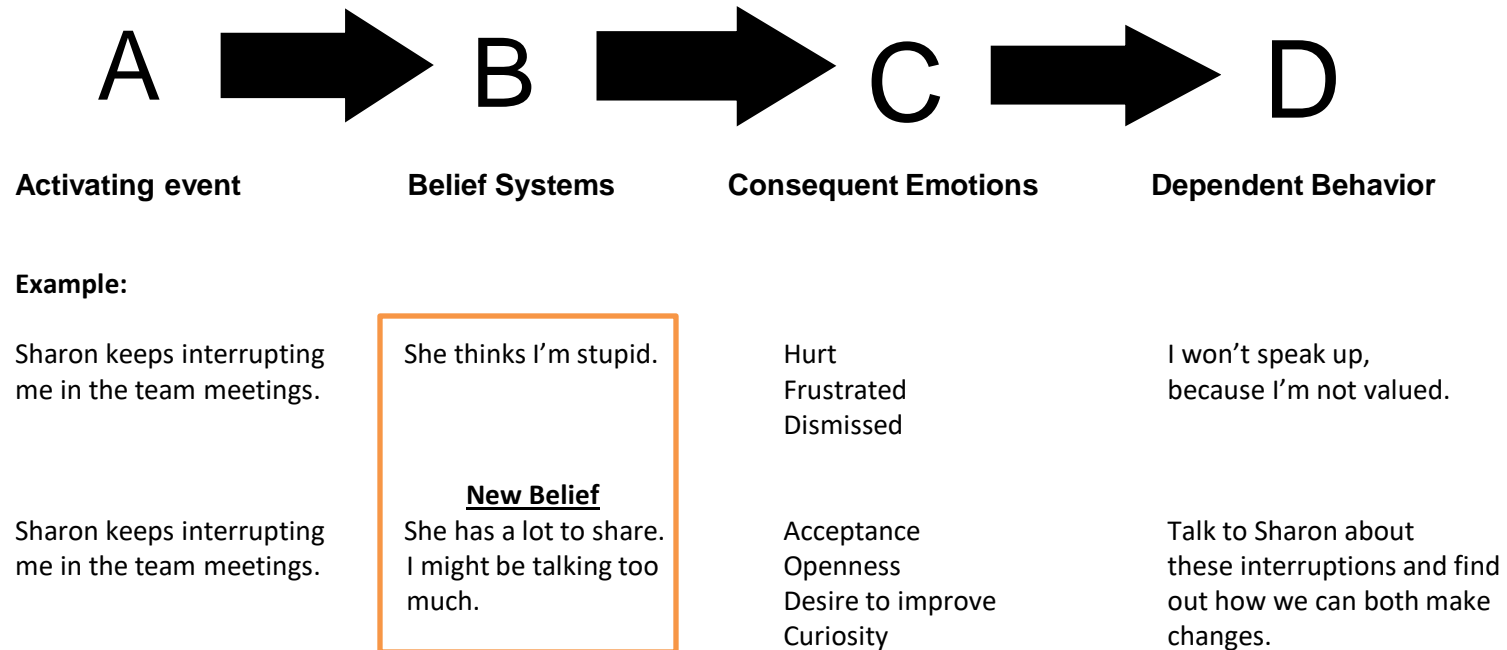 A B C D
Activating event Belief Systems Consequent Emotions Dependent Behavior
Example:
Sharon keeps interrupting She thinks I’m stupid. Hurt I won’t speak up,
me in the team meetings. Frustrated because I’m not valued.
Dismissed
New Belief
Sharon keeps interrupting She has a lot to share. Acceptance Talk to Sharon about
me in the team meetings. I might be talking too Openness these interruptions and find
much. Desire to improve out how we can both make
Curiosity changes.